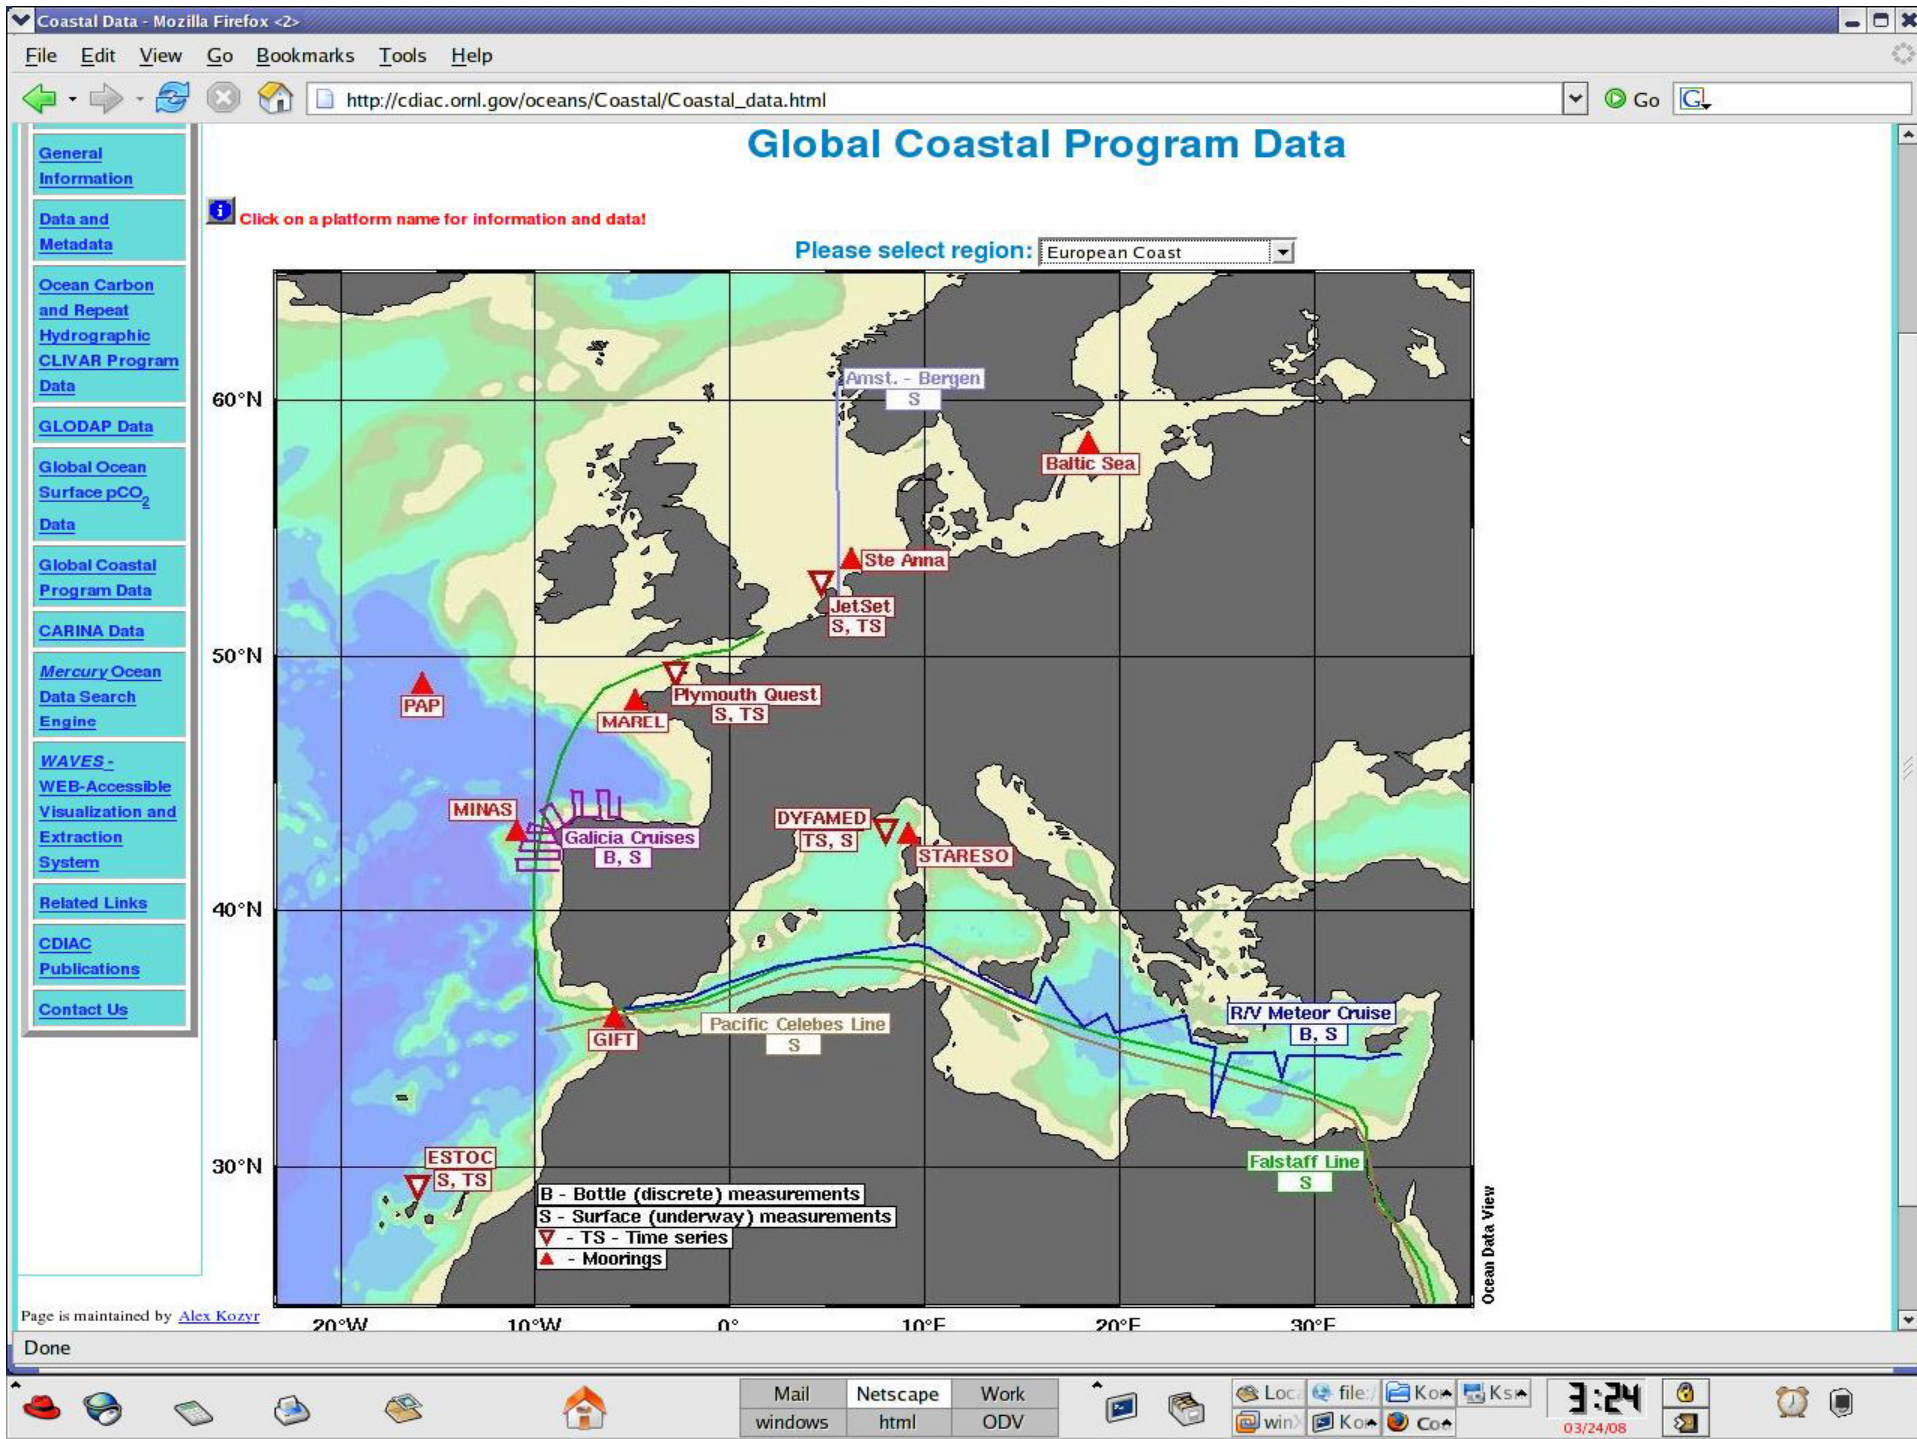 Coastal Data - Mozilla Firefox <2>
File Edit View Go Bookmarks Tools Help
http://cdiac.ornl.gov/oceans/Coastal/Coastal_data.html
Go
G
General
Information
Data and
Metadata
Ocean Carbon
and Repeat
Hydrographic
CLIVAR Program
Data
GLODAP Data
Global Ocean
Surface pCO2
Data
Global Coastal
Program Data
CARINA Data
Mercury Ocean
Data Search
Engine
WAVES -
WEB-Accessible
Visualization and
Extraction
System
Related Links
CDIAC
Publications
Contact Us
Page is maintained by Alex Kozyr
Global Coastal Program Data
i
Click on a platform name for information and data!
Please select region: European Coast
60°N
50°N
40°N
30°N
Amst. - Bergen
S
Baltic Sea
Ste Anna
JetSet
S, TS
PAP
Plymouth Quest
S, TS
MAREL
MINAS
Galicia Cruises
B, S
DYFAMED
TS, S
STARESO
R/V Meteor Cruise
B, S
Pacific Celebes Line
S
GIFT
ESTOC
S, TS
Falstaff Line
S
B - Bottle (discrete) measurements
S - Surface (underway) measurements
- TS - Time series
- Moorings
Ocean Data View
20°W 10°W 0° 10°E 20°E 30°E
Done
Mail Netscape Work
windows html ODV
Loca file:/ Ko Ks
win Ko Co
3:24
03/24/08